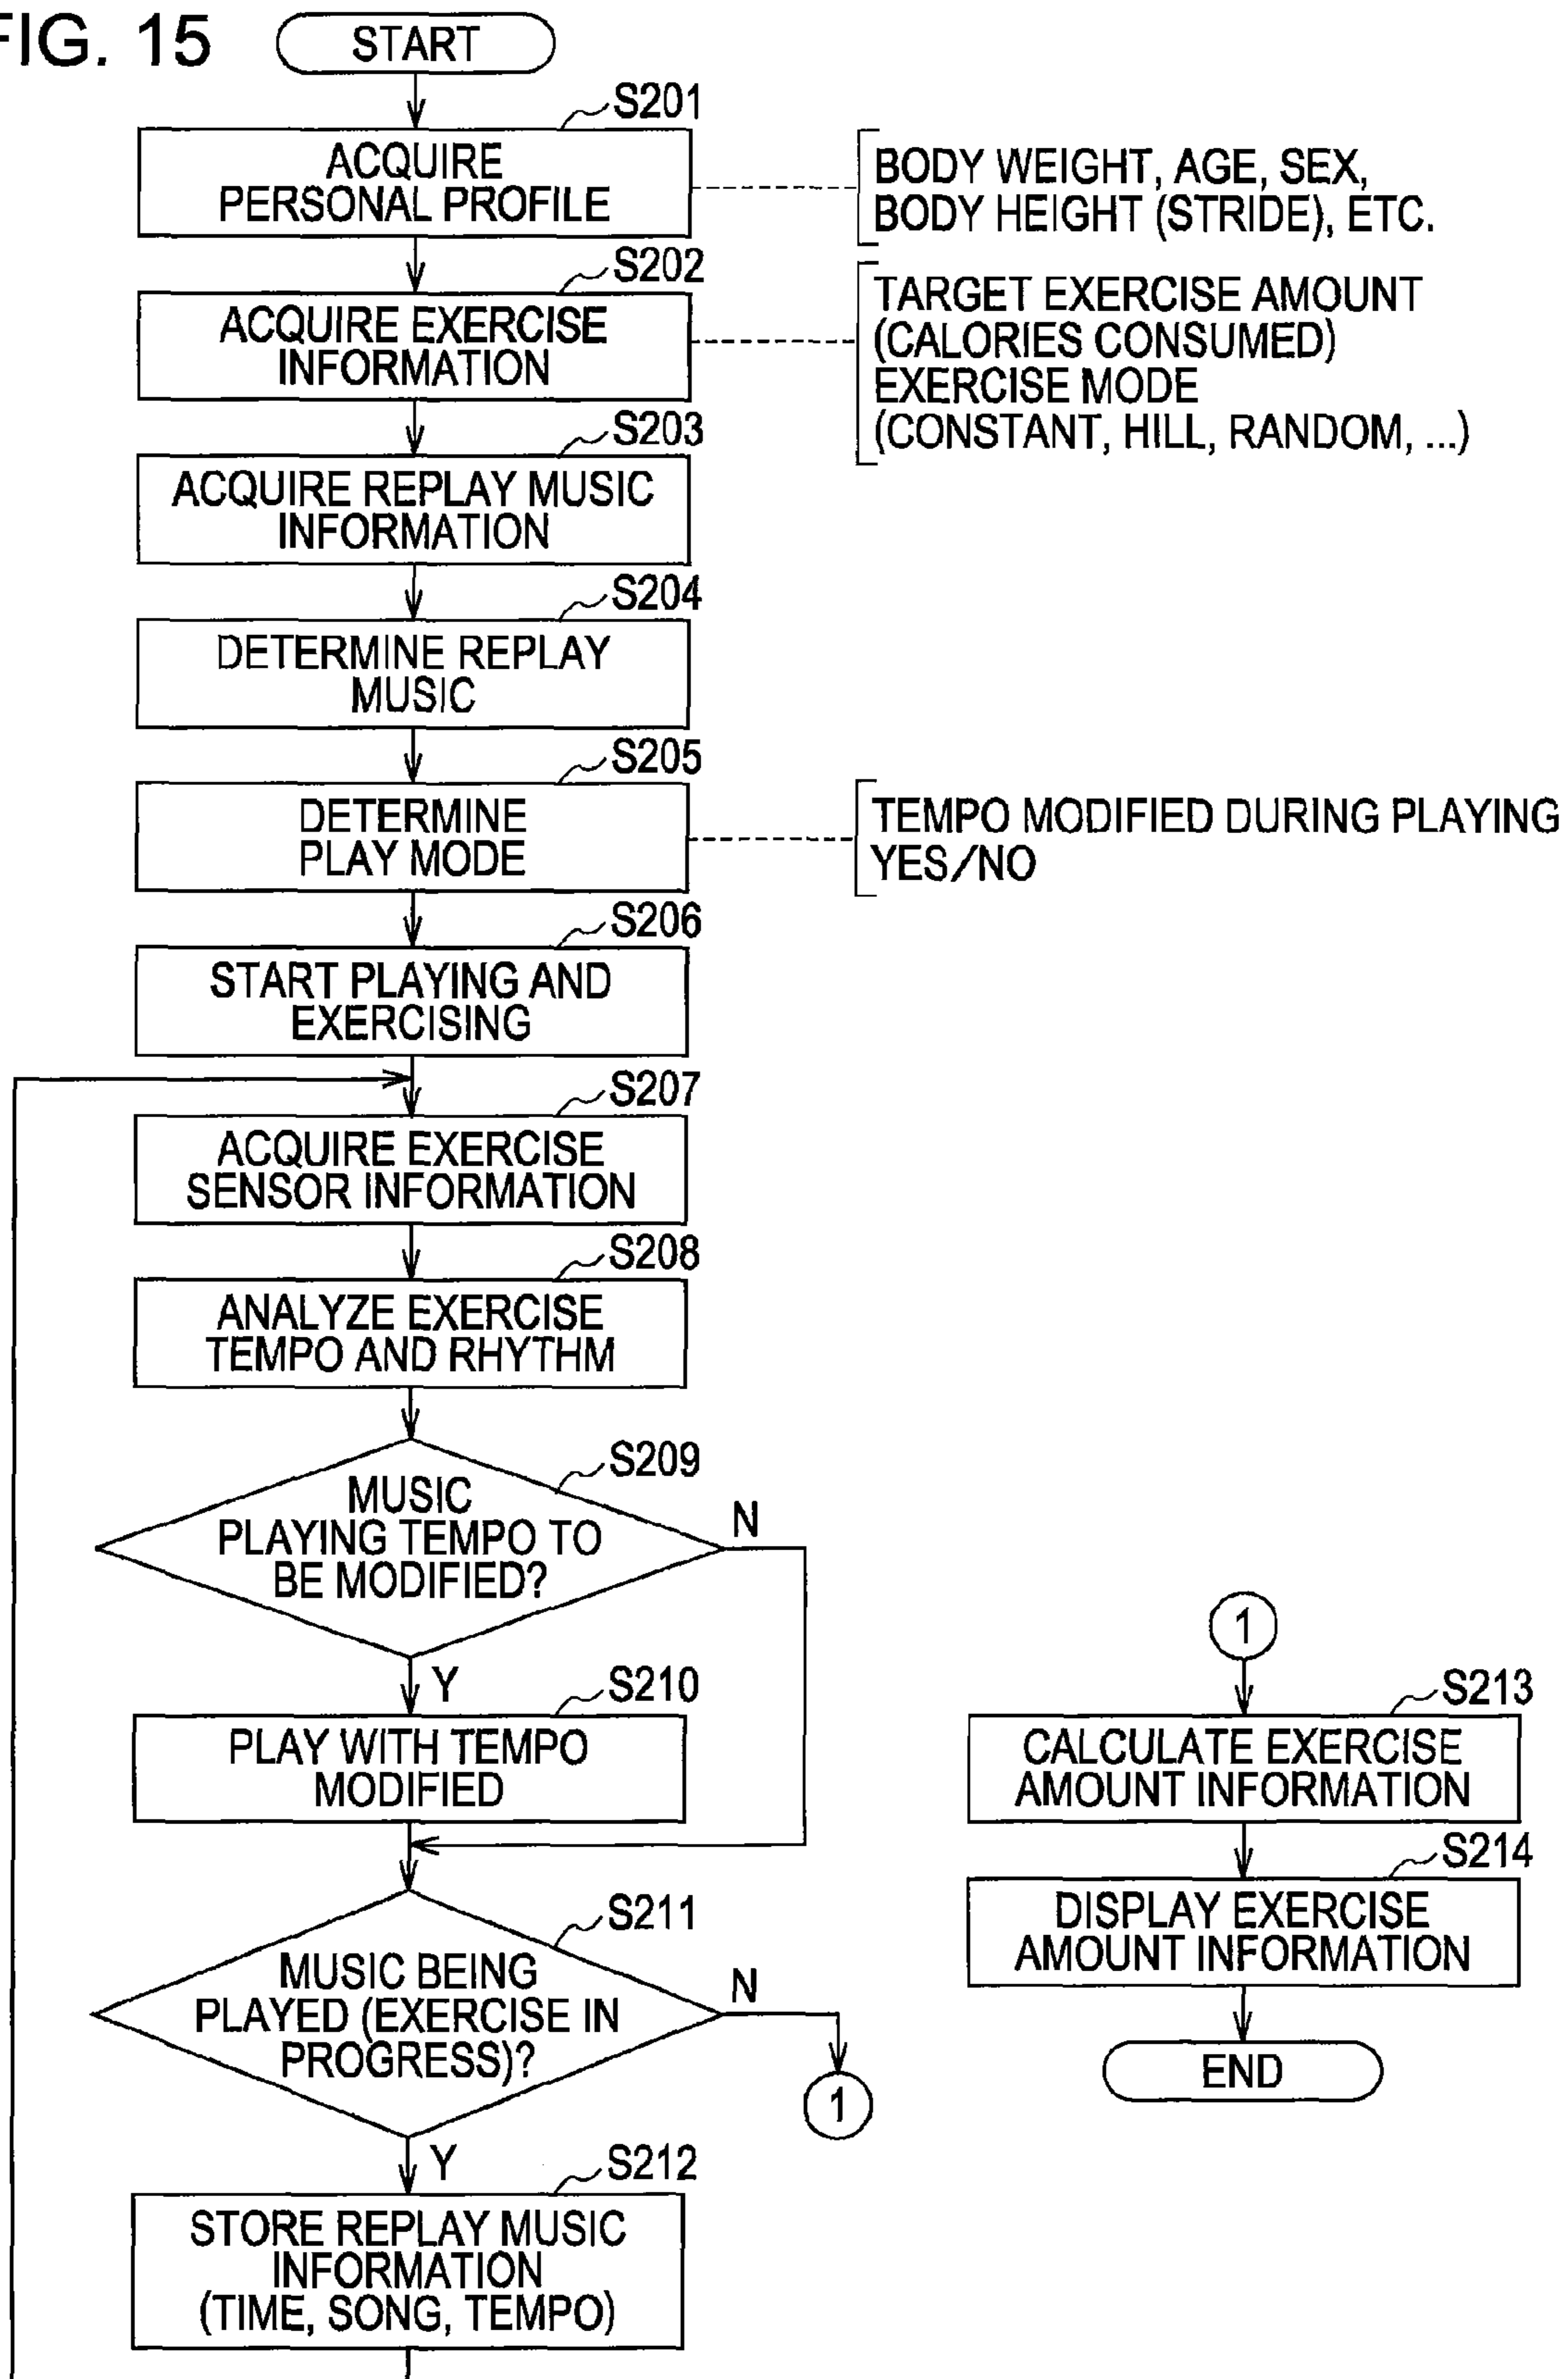 FIG. 15
START
S201
ACQUIRE
PERSONAL PROFILE
BODY WEIGHT, AGE, SEX,
BODY HEIGHT (STRIDE), ETC.
S202
ACQUIRE EXERCISE
INFORMATION
TARGET EXERCISE AMOUNT
(CALORIES CONSUMED)
EXERCISE MODE
(CONSTANT, HILL, RANDOM, ...)
S203
ACQUIRE REPLAY MUSIC
INFORMATION
S204
DETERMINE REPLAY
MUSIC
S205
DETERMINE
PLAY MODE
TEMPO MODIFIED DURING PLAYING
YES/NO
S206
START PLAYING AND
EXERCISING
S207
ACQUIRE EXERCISE
SENSOR INFORMATION
S208
ANALYZE EXERCISE
TEMPO AND RHYTHM
S209
MUSIC
PLAYING TEMPO TO
BE MODIFIED?
N
Y
S210
PLAY WITH TEMPO
MODIFIED
S211
MUSIC BEING
PLAYED (EXERCISE IN
PROGRESS)?
N
1
Y
S212
STORE REPLAY MUSIC
INFORMATION
(TIME, SONG, TEMPO)
1
S213
CALCULATE EXERCISE
AMOUNT INFORMATION
S214
DISPLAY EXERCISE
AMOUNT INFORMATION
END